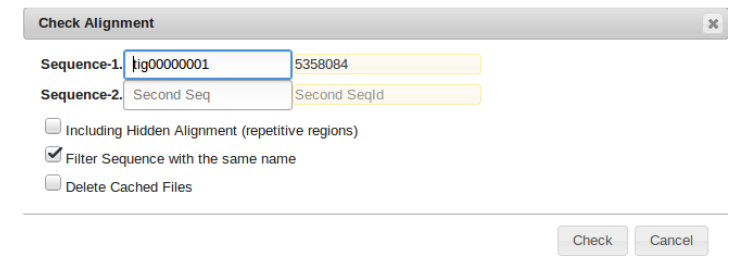 Check Alignment
Sequence-1. tig00000001 5358084
Sequence-2. Second Seq Second SeqId
Including Hidden Alignment (repetitive regions)
Filter Sequence with the same name
Delete Cached Files
Check Cancel